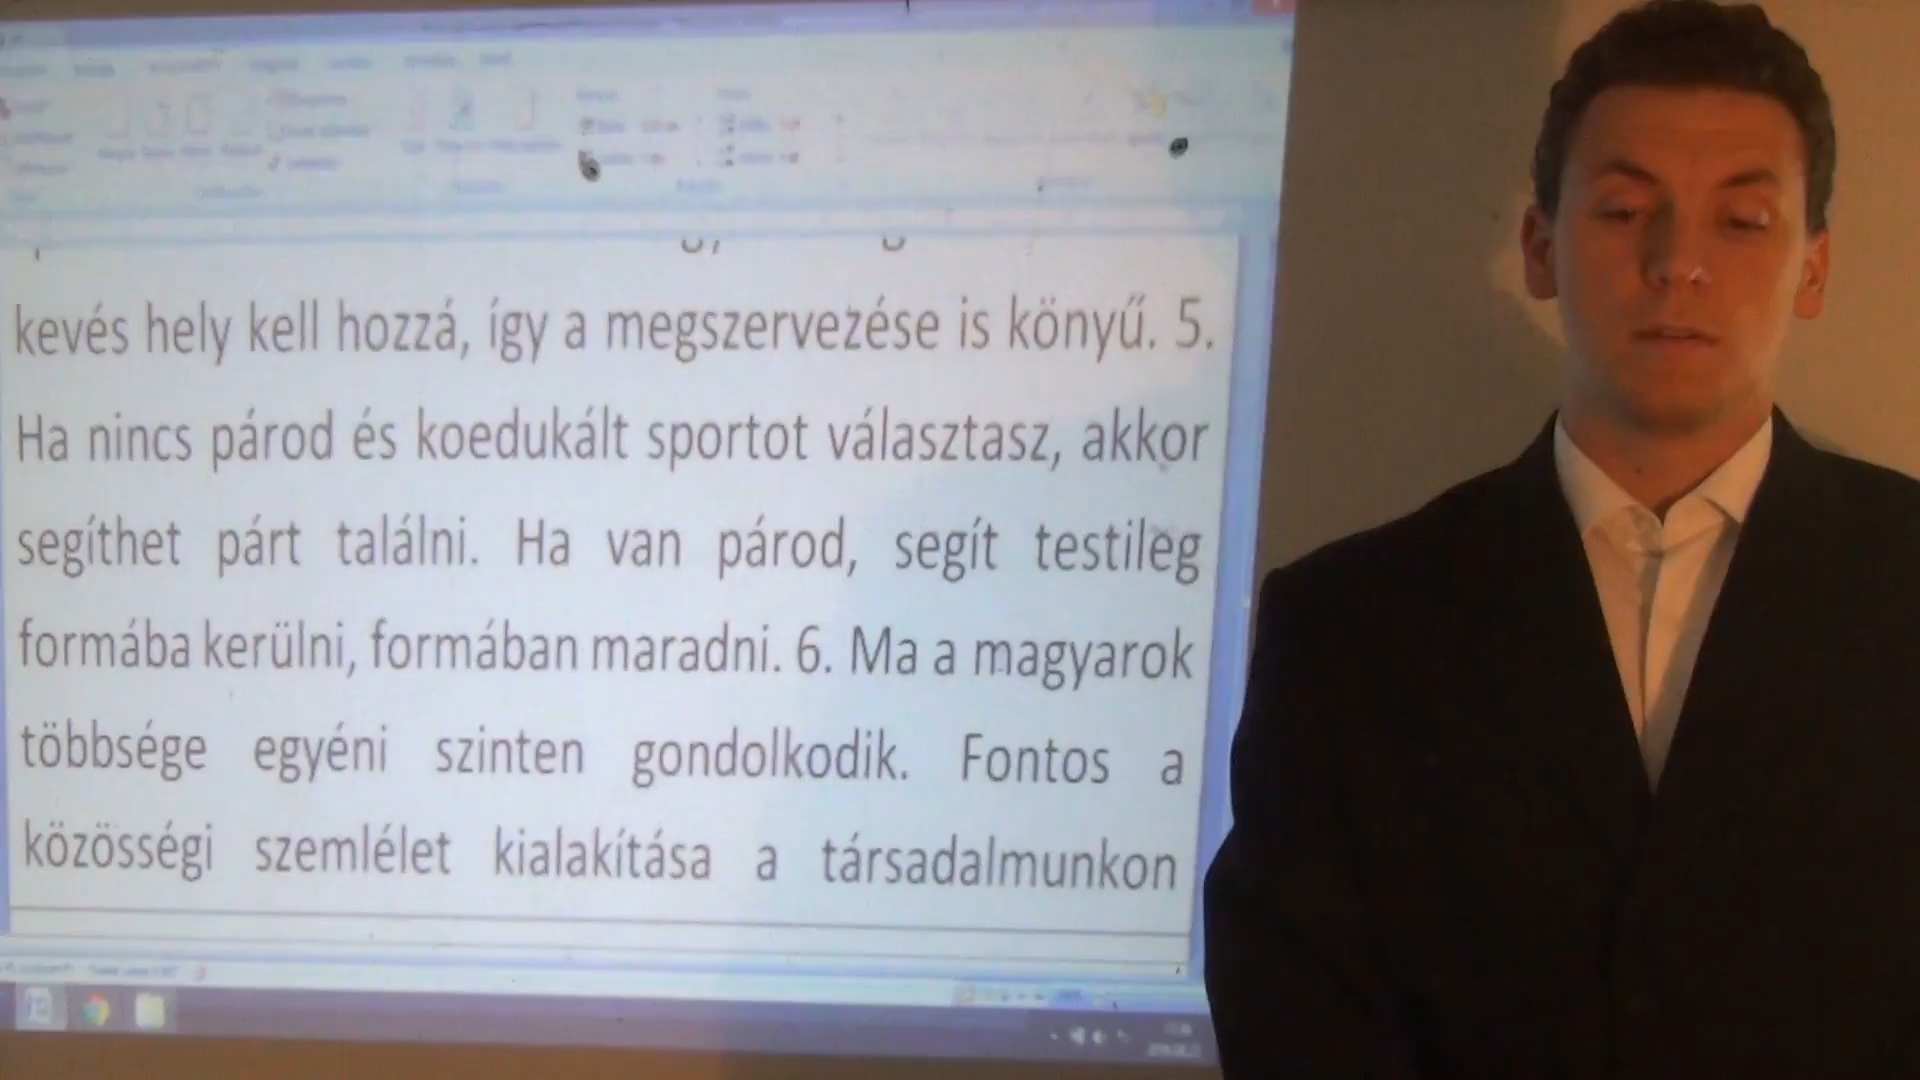 kevés hely kell hozzá, így a megszervezése is könyű. 5.
Ha nincs párod és koedukált sportot választasz, akkor
segíthet párt találni. Ha van párod, segít testileg
formába kerülni, formában maradni. 6. Ma a magyarok
többsége egyéni szinten gondolkodik. Fontos a
közösségi szemlélet kialakítása a társadalmunkon